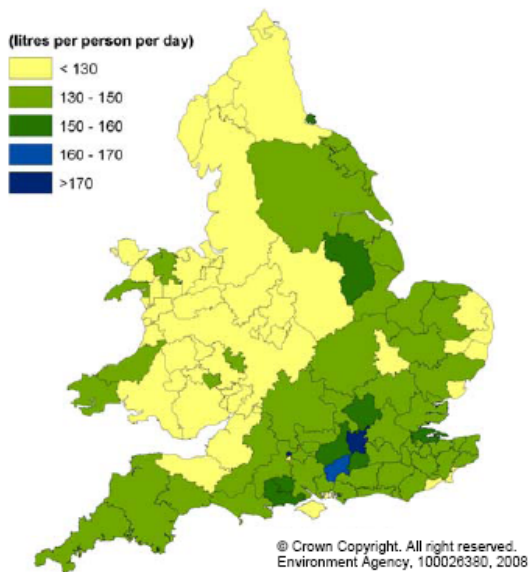 (litres per person per day)
< 130
130 - 150
150 - 160
160 - 170
>170
© Crown Copyright. All right reserved.
Environment Agency, 100026380, 2008